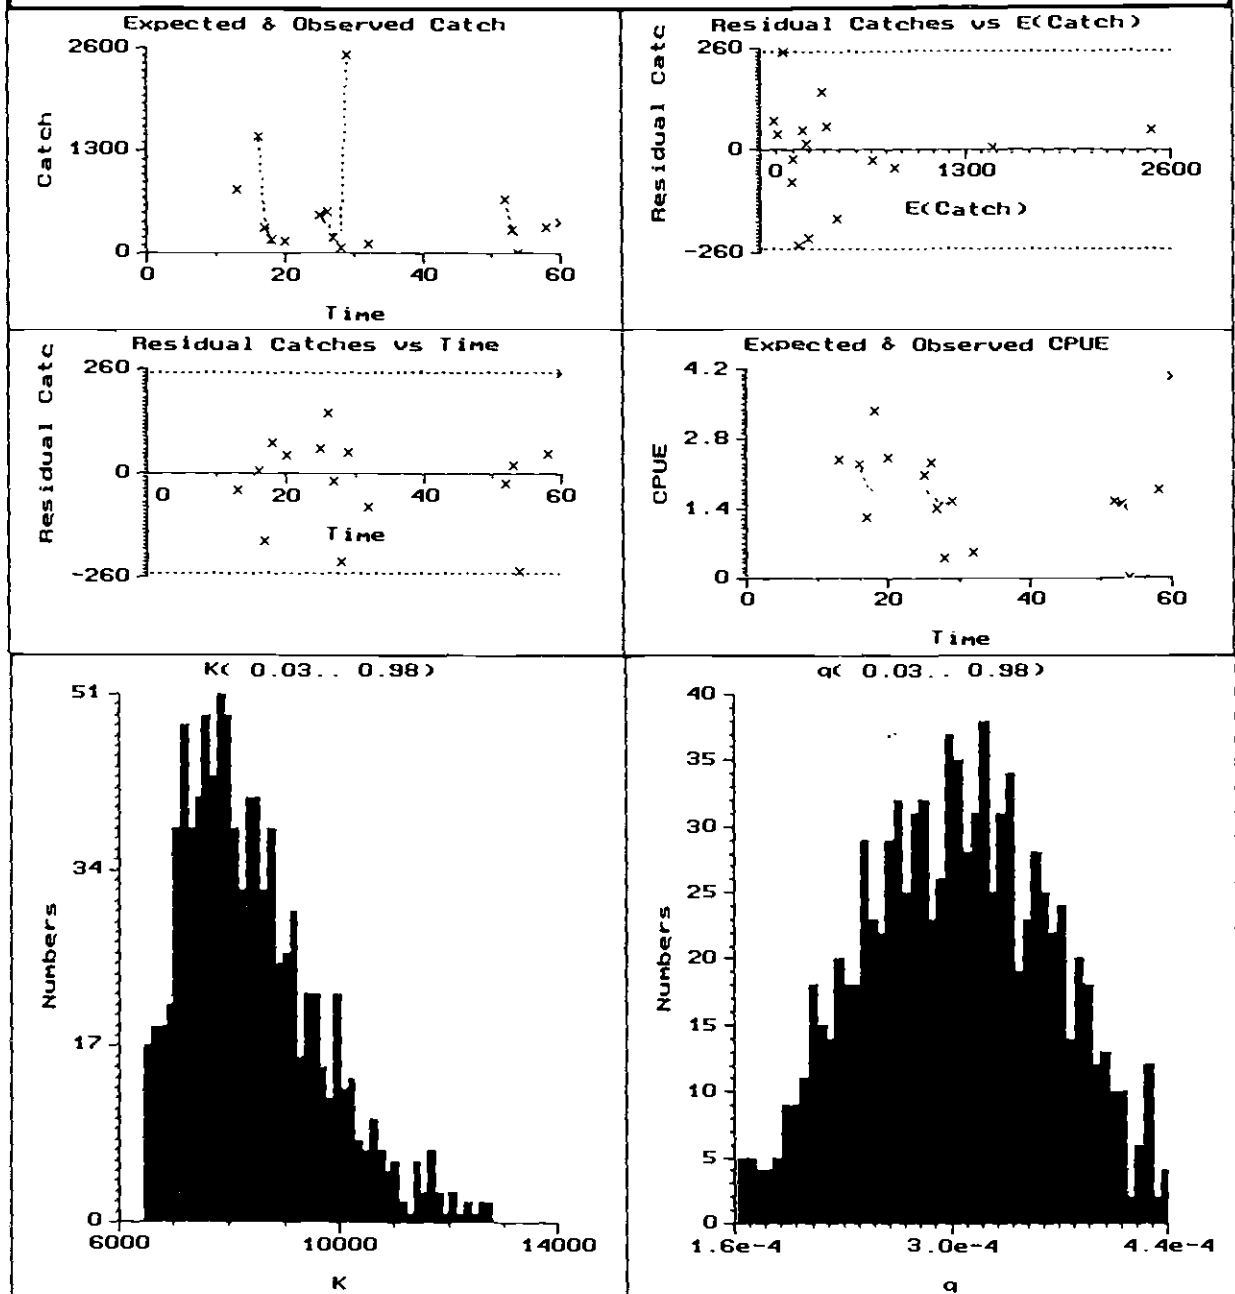 Expected & Observed Catch
2600
1300
0
Catch
0 20 40 60
Time
Residual Catches vs E(Catch)
260
0
-260
Residual Catc
0 1300 2600
E(Catch)
Residual Catches vs Time
260
0
-260
Residual Catc
0 20 40 60
Time
Expected & Observed CPUE
4.2
2.8
1.4
0
CPUE
0 20 40 60
Time
K( 0.03.. 0.98)
51
34
17
0
Numbers
6000 10000 14000
K
q( 0.03.. 0.98)
40
35
30
25
20
15
10
5
0
Numbers
1.6e-4 3.0e-4 4.4e-4
q